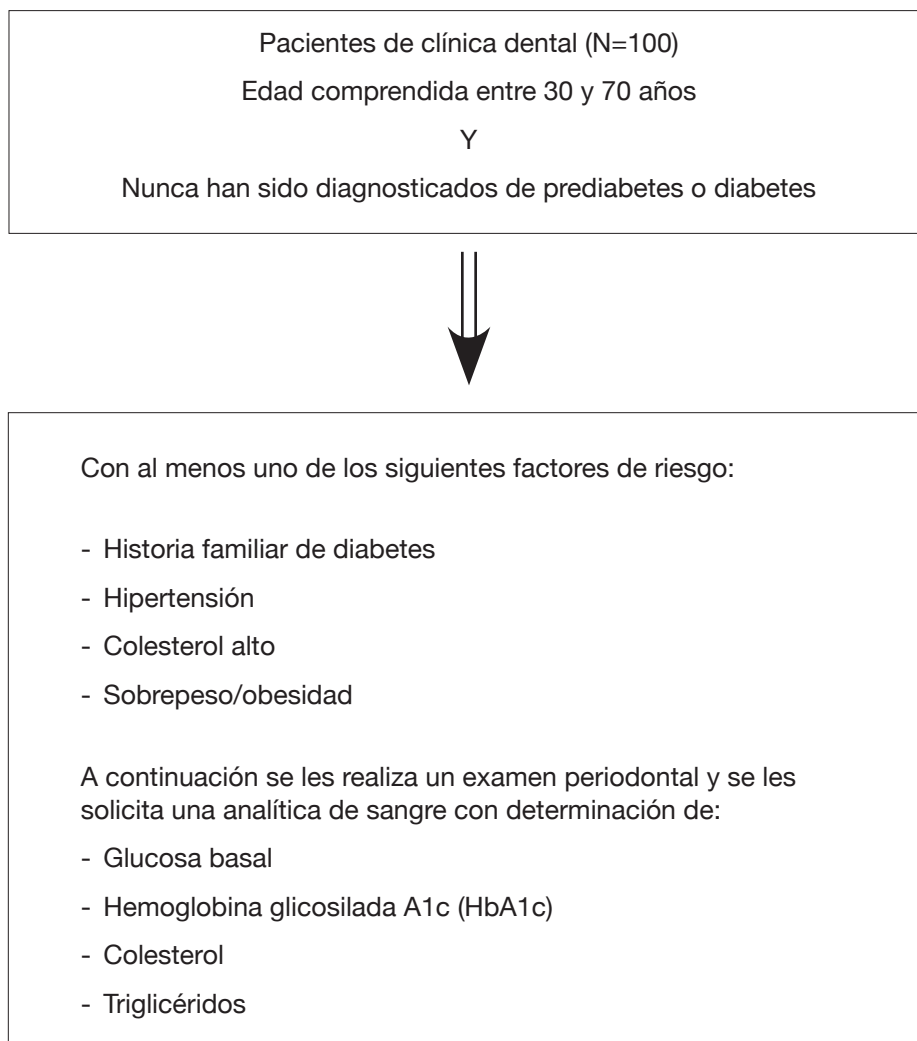 Pacientes de clínica dental (N=100)
Edad comprendida entre 30 y 70 años
Y
Nunca han sido diagnosticados de prediabetes o diabetes
Con al menos uno de los siguientes factores de riesgo:
- Historia familiar de diabetes
- Hipertensión
- Colesterol alto
- Sobrepeso/obesidad
A continuación se les realiza un examen periodontal y se les
solicita una analítica de sangre con determinación de:
- Glucosa basal
- Hemoglobina glicosilada A1c (HbA1c)
- Colesterol
- Triglicéridos